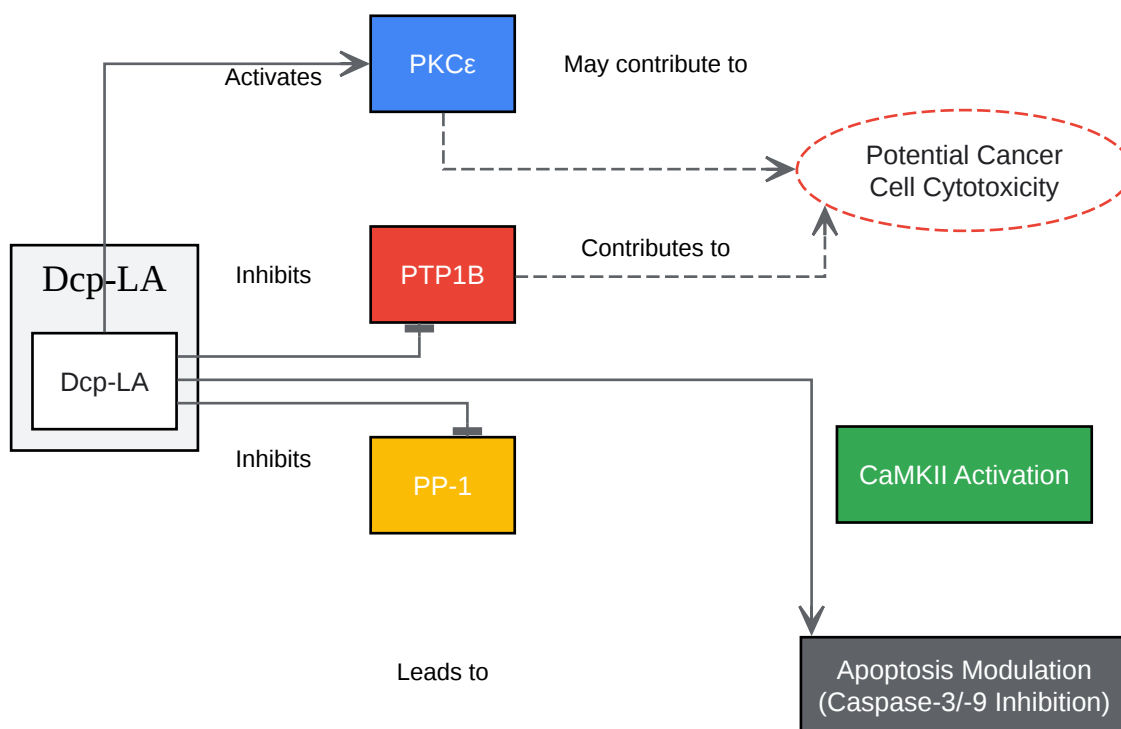 PKCε
May contribute to
Activates
Potential Cancer
Cell Cytotoxicity
Dcp-LA
Inhibits
PTP1B
Contributes to
Dcp-LA
Inhibits
PP-1
CaMKII Activation
Leads to
Apoptosis Modulation
(Caspase-3/-9 Inhibition)